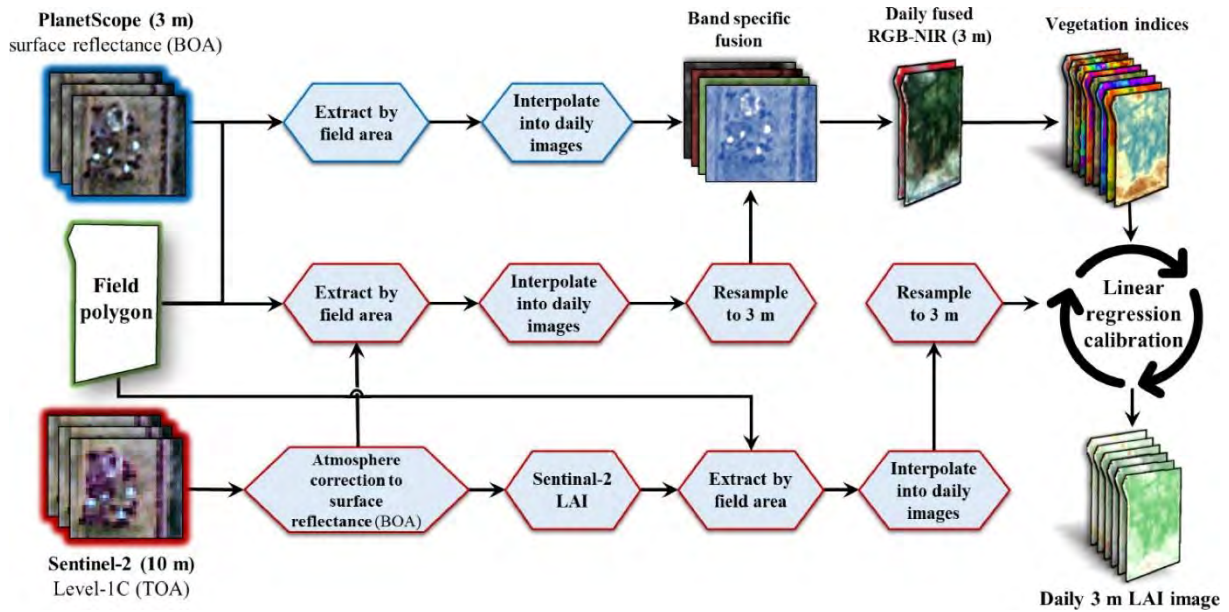 PlanetScope (3 m)
surface reflectance (BOA)
Extract by
field area
Interpolate
into daily
images
Band specific
fusion
Daily fused
RGB-NIR (3 m)
Vegetation indices
Field
polygon
Extract by
field area
Interpolate
into daily
images
Resample
to 3 m
Resample
to 3 m
Linear
regression
calibration
Atmosphere
correction to
surface
reflectance (BOA)
Sentinel-2
LAI
Extract by
field area
Interpolate
into daily
images
Sentinel-2 (10 m)
Level-1C (TOA)
Daily 3 m LAI image